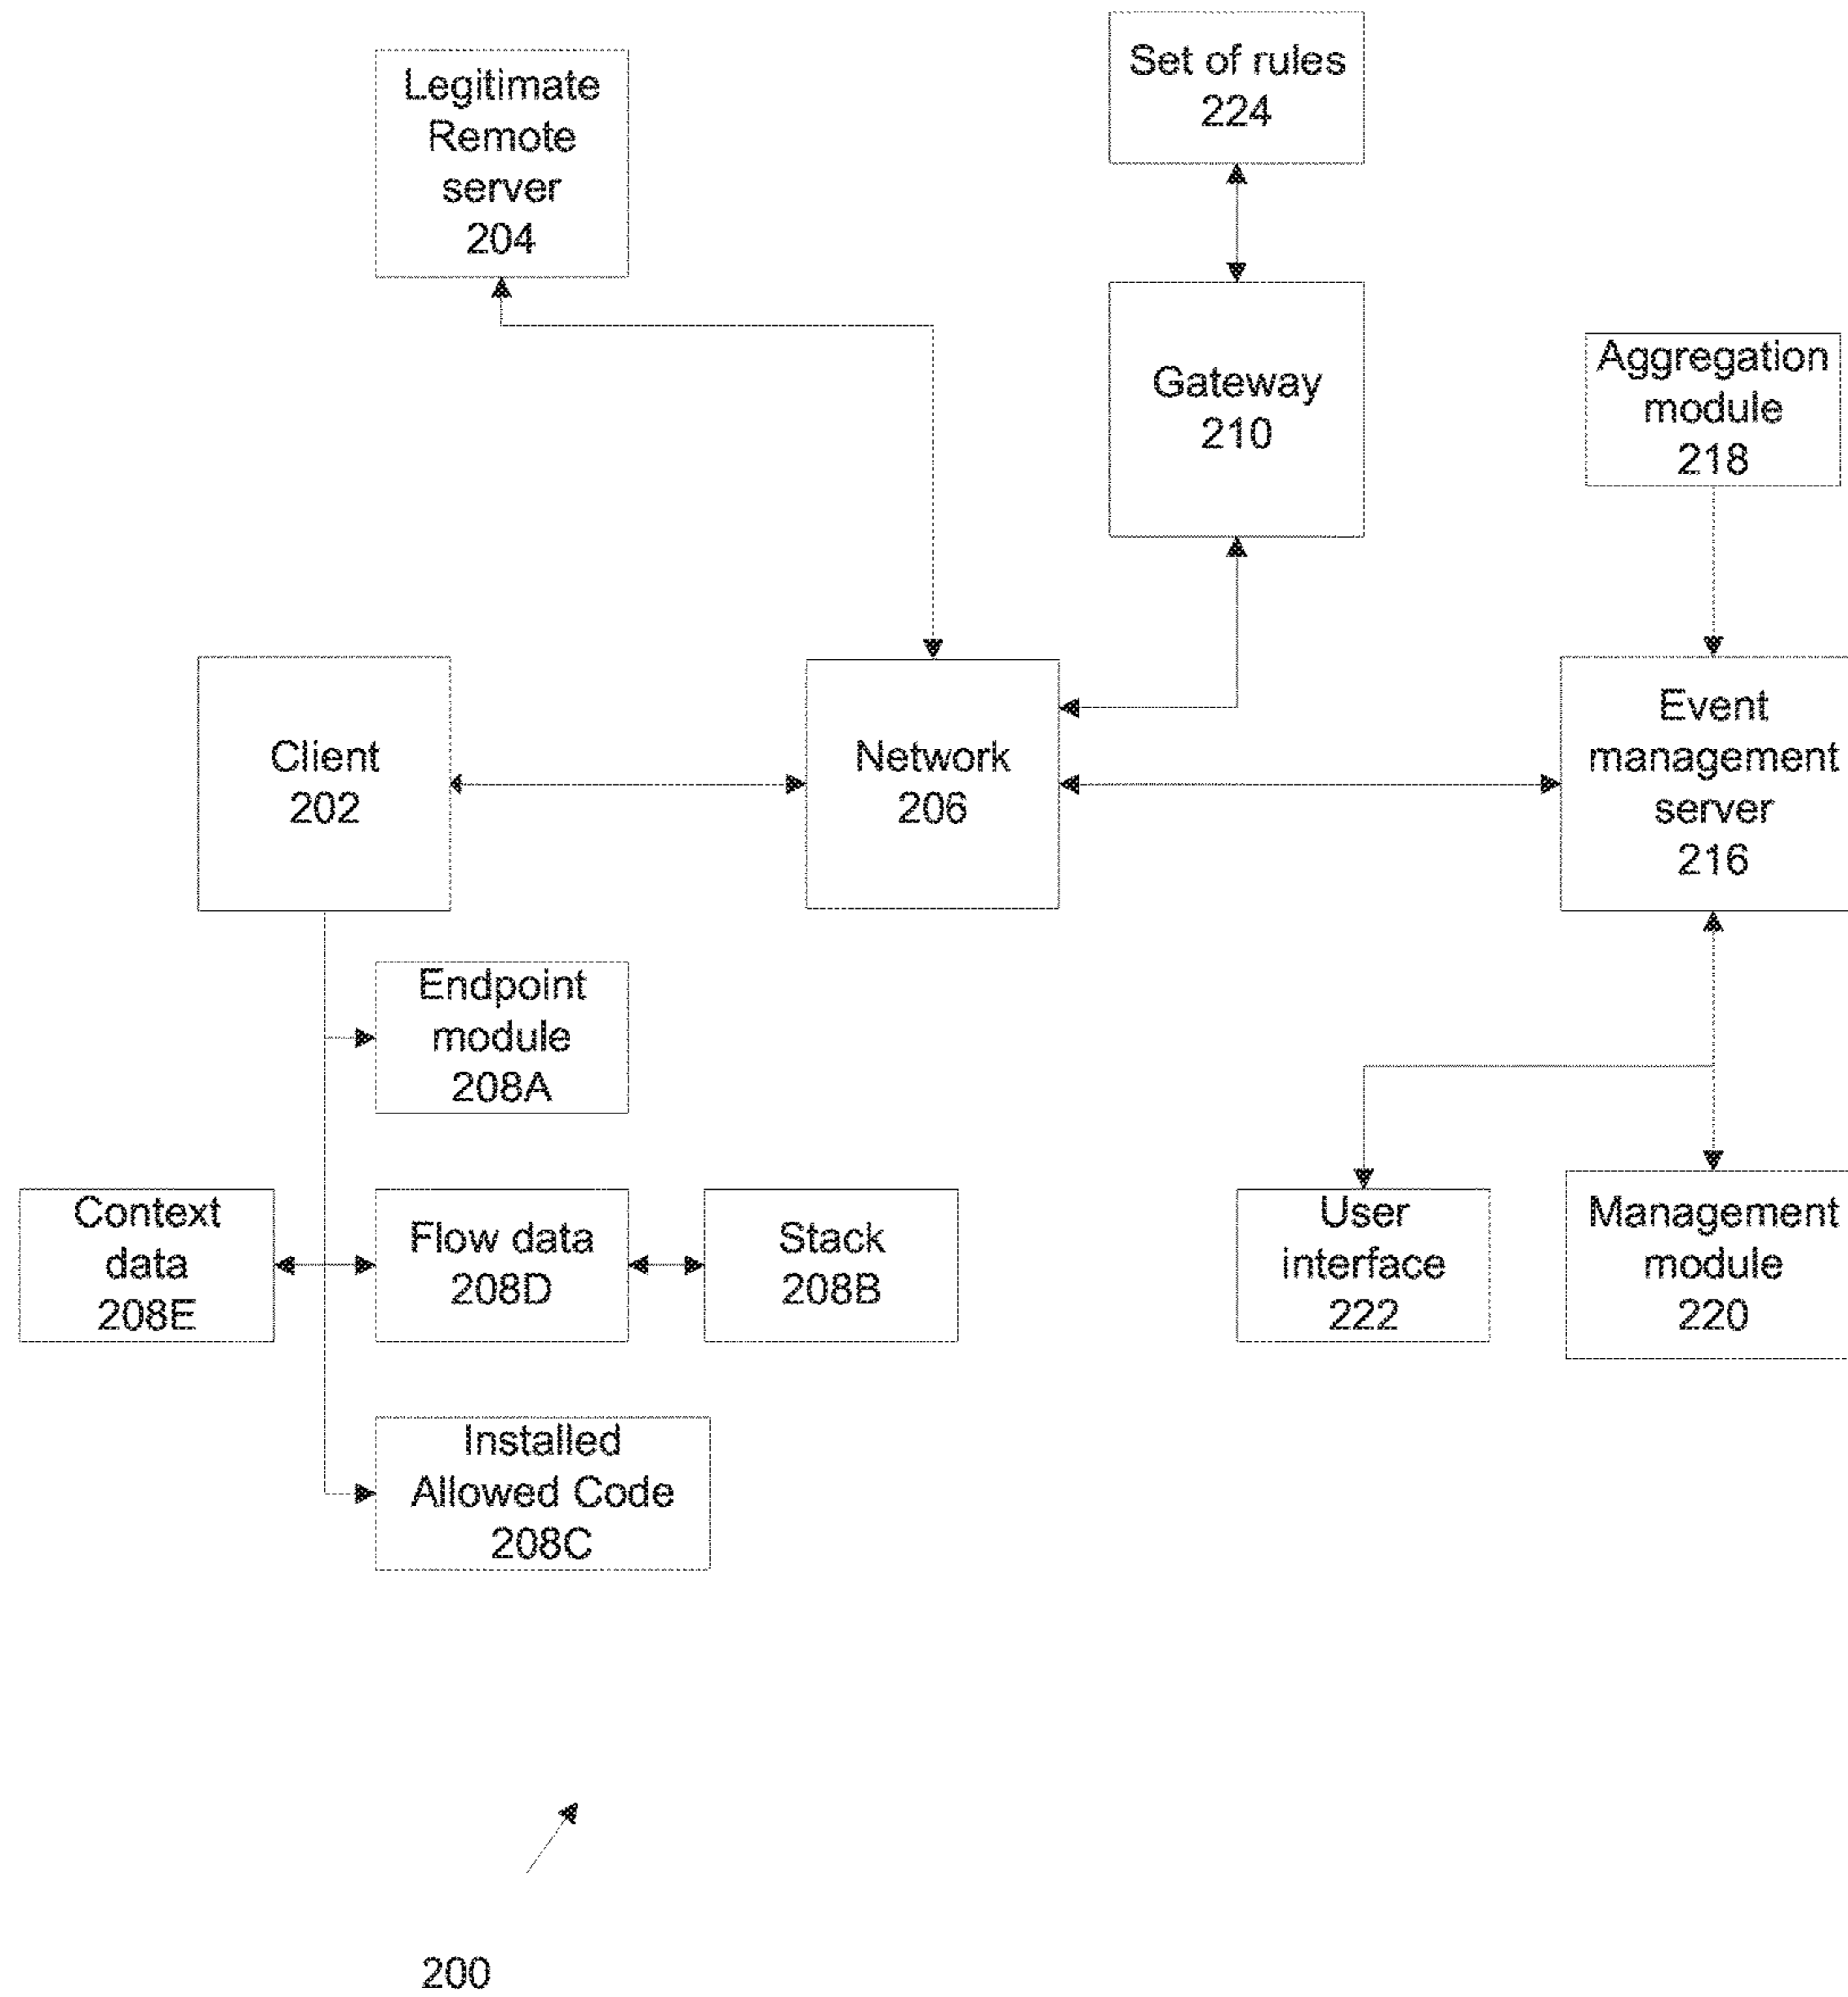 Legitimate
Remote
server
204
Set of rules
224
Gateway
210
Aggregation
module
218
Client
202
Network
206
Event
management
server
216
Endpoint
module
208A
Context
data
208E
Flow data
208D
Stack
208B
User
interface
222
Management
module
220
Installed
Allowed Code
208C
200